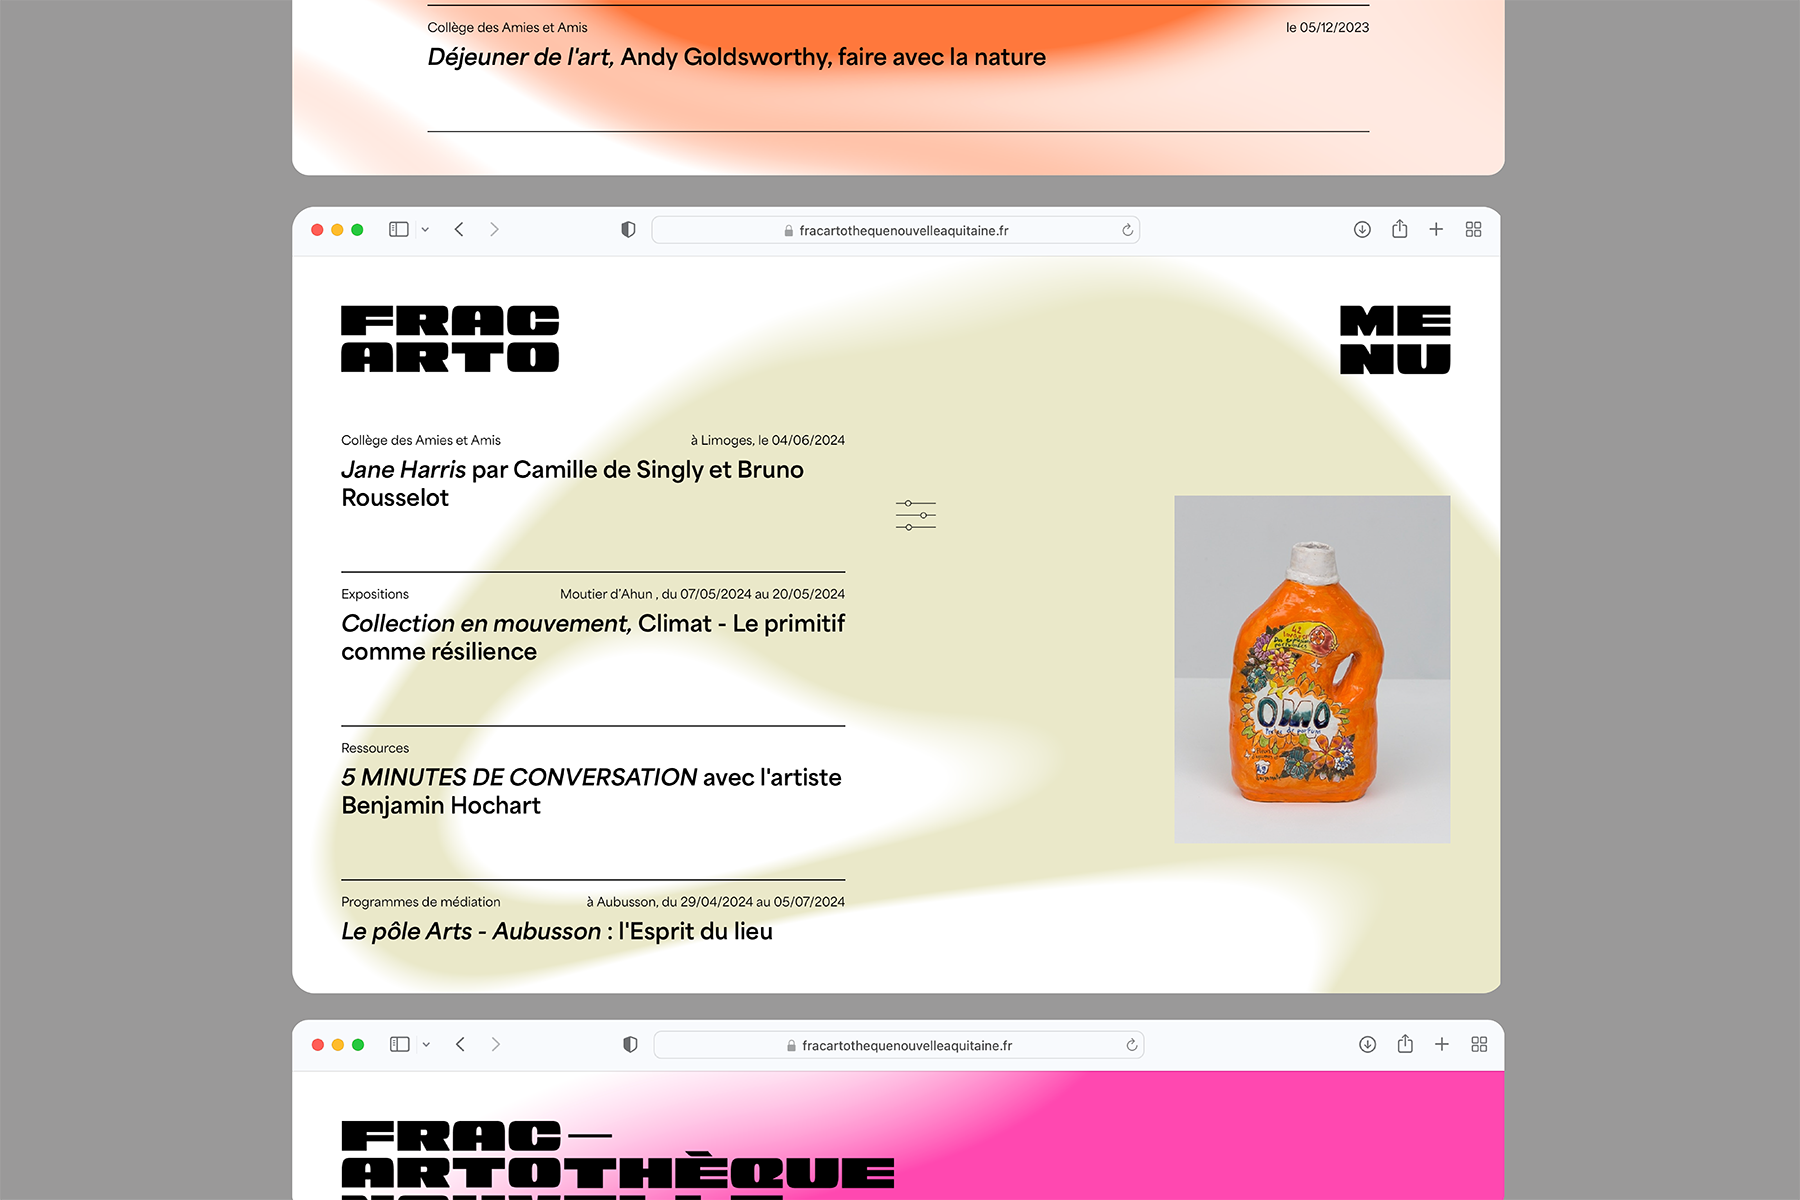 Collège des Amies et Amis le 05/12/2023
Déjeuner de l'art, Andy Goldsworthy, faire avec la nature
fracartothequenouvelleaquitaine.fr
FRAC
ARTO
ME
NU
Collège des Amies et Amis à Limoges, le 04/06/2024
Jane Harris par Camille de Singly et Bruno
Rousselot
Expositions Moutier d'Ahun , du 07/05/2024 au 20/05/2024
Collection en mouvement, Climat - Le primitif
comme résilience
Ressources
5 MINUTES DE CONVERSATION avec l'artiste
Benjamin Hochart
Programmes de médiation à Aubusson, du 29/04/2024 au 05/07/2024
Le pôle Arts - Aubusson : l'Esprit du lieu
42
OMO
fracartothequenouvelleaquitaine.fr
FRAC—
ARTOTHÈQUE
NOUVELLE